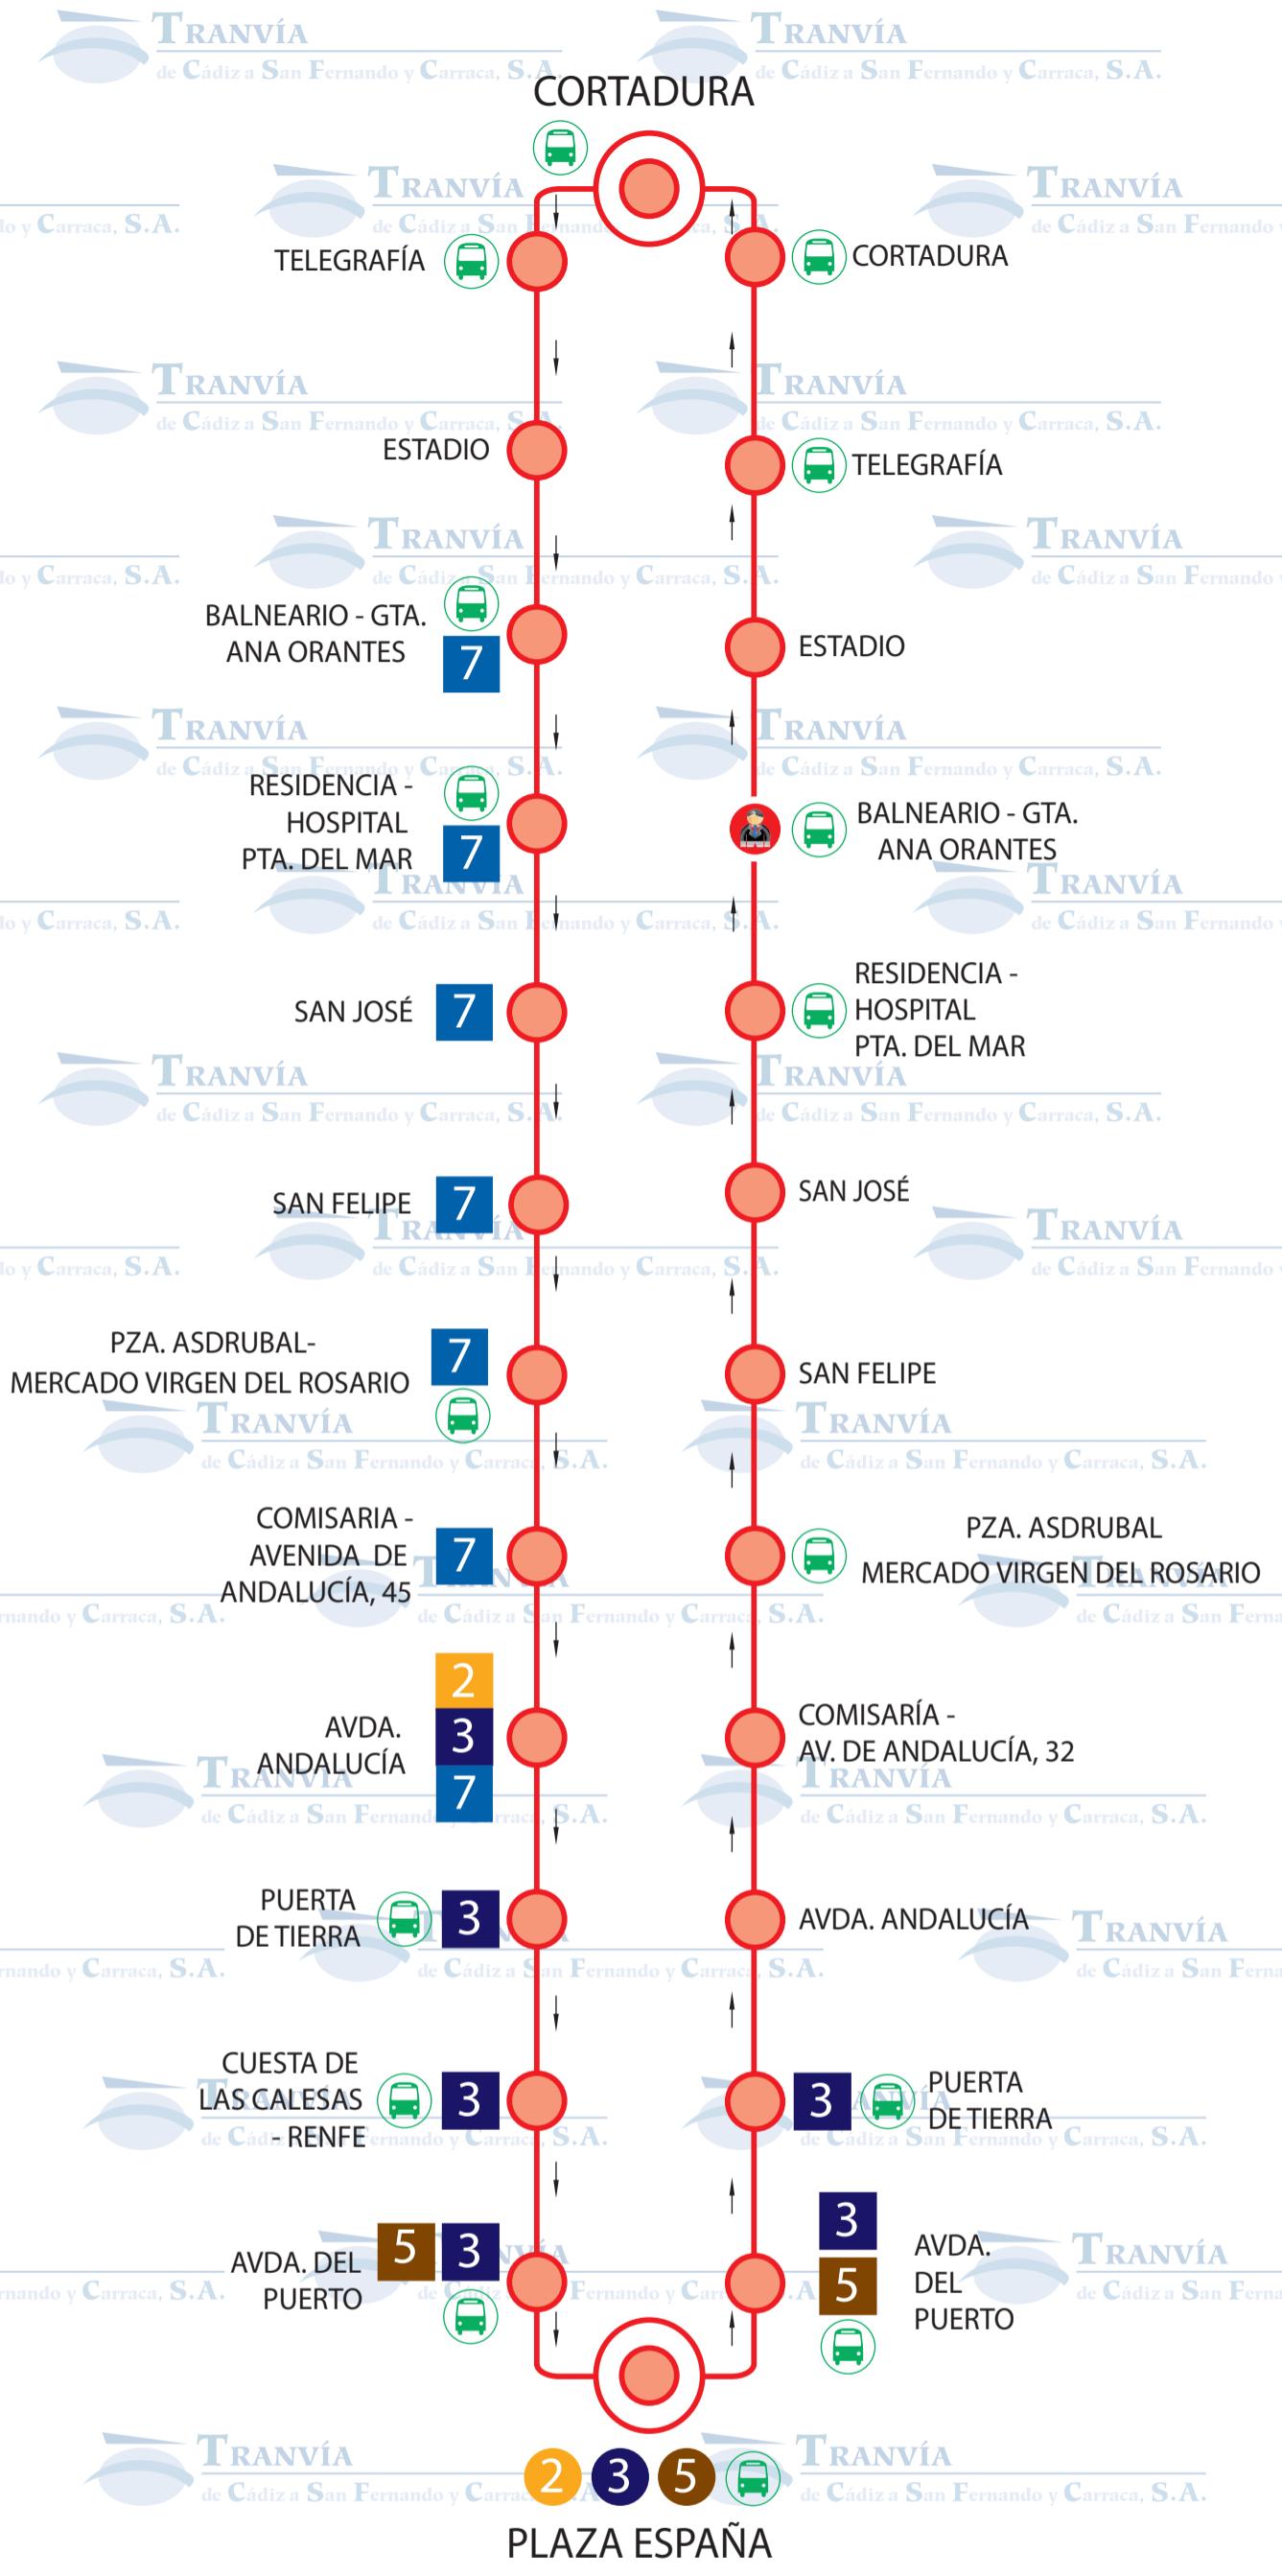 CORTADURA
TELEGRAFÍA
CORTADURA
ESTADIO
TELEGRAFÍA
BALNEARIO - GTA.
ANA ORANTES
7
ESTADIO
RESIDENCIA -
HOSPITAL
PTA. DEL MAR
7
BALNEARIO - GTA.
ANA ORANTES
SAN JOSÉ
7
RESIDENCIA -
HOSPITAL
PTA. DEL MAR
SAN FELIPE
7
SAN JOSÉ
PZA. ASDRUBAL-
MERCADO VIRGEN DEL ROSARIO
7
SAN FELIPE
COMISARIA -
AVENIDA DE
ANDALUCÍA, 45
7
PZA. ASDRUBAL
MERCADO VIRGEN DEL ROSARIO
AVDA.
ANDALUCÍA
2
3
7
COMISARÍA -
AV. DE ANDALUCÍA, 32
PUERTA
DE TIERRA
3
AVDA. ANDALUCÍA
CUESTA DE
LAS CALESAS
- RENFE
3
3
PUERTA
DE TIERRA
AVDA. DEL
PUERTO
5 3
3
5
AVDA.
DEL
PUERTO
2 3 5
PLAZA ESPAÑA
TRANVÍA
de Cádiz a San Fernando y Carraca, S.A.